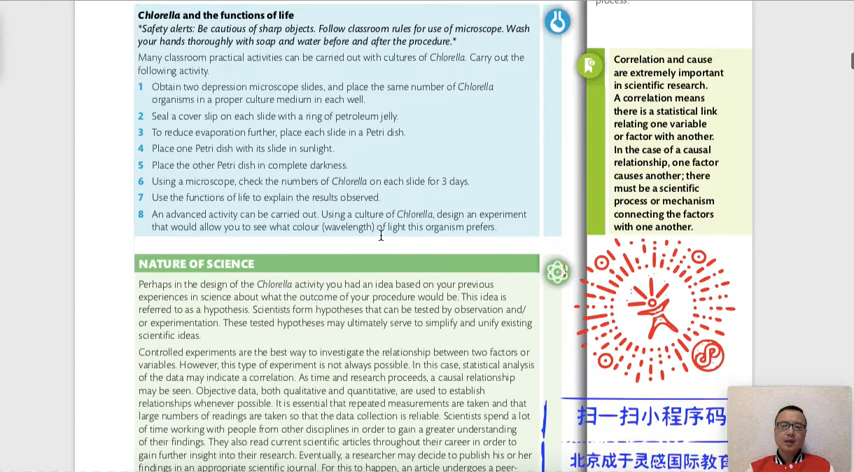 process.
Chlorella and the functions of life
*Safety alerts: Be cautious of sharp objects. Follow classroom rules for use of microscope. Wash
your hands thoroughly with soap and water before and after the procedure.*
Many classroom practical activities can be carried out with cultures of Chlorella. Carry out the
following activity.
1 Obtain two depression microscope slides, and place the same number of Chlorella
organisms in a proper culture medium in each well.
2 Seal a cover slip on each slide with a ring of petroleum jelly.
3 To reduce evaporation further, place each slide in a Petri dish.
4 Place one Petri dish with its slide in sunlight.
5 Place the other Petri dish in complete darkness.
6 Using a microscope, check the numbers of Chlorella on each slide for 3 days.
7 Use the functions of life to explain the results observed.
8 An advanced activity can be carried out. Using a culture of Chlorella, design an experiment
that would allow you to see what colour (wavelength) of light this organism prefers.
NATURE OF SCIENCE
Perhaps in the design of the Chlorella activity you had an idea based on your previous
experiences in science about what the outcome of your procedure would be. This idea is
referred to as a hypothesis. Scientists form hypotheses that can be tested by observation and/
or experimentation. These tested hypotheses may ultimately serve to simplify and unify existing
scientific ideas.
Controlled experiments are the best way to investigate the relationship between two factors or
variables. However, this type of experiment is not always possible. In this case, statistical analysis
of the data may indicate a correlation. As time and research proceeds, a causal relationship
may be seen. Objective data, both qualitative and quantitative, are used to establish
relationships whenever possible. It is essential that repeated measurements are taken and that
large numbers of readings are taken so that the data collection is reliable. Scientists spend a lot
of time working with people from other disciplines in order to gain a greater understanding
of their findings. They also read current scientific articles throughout their career in order to
gain further insight into their research. Eventually, a researcher may decide to publish his or her
findings in an appropriate scientific journal. For this to happen, an article undergoes a peer-
Correlation and cause
are extremely important
in scientific research.
A correlation means
there is a statistical link
relating one variable
or factor with another.
In the case of a causal
relationship, one factor
causes another; there
must be a scientific
process or mechanism
connecting the factors
with one another.
扫一扫小程序码
北京成于灵感国际教育